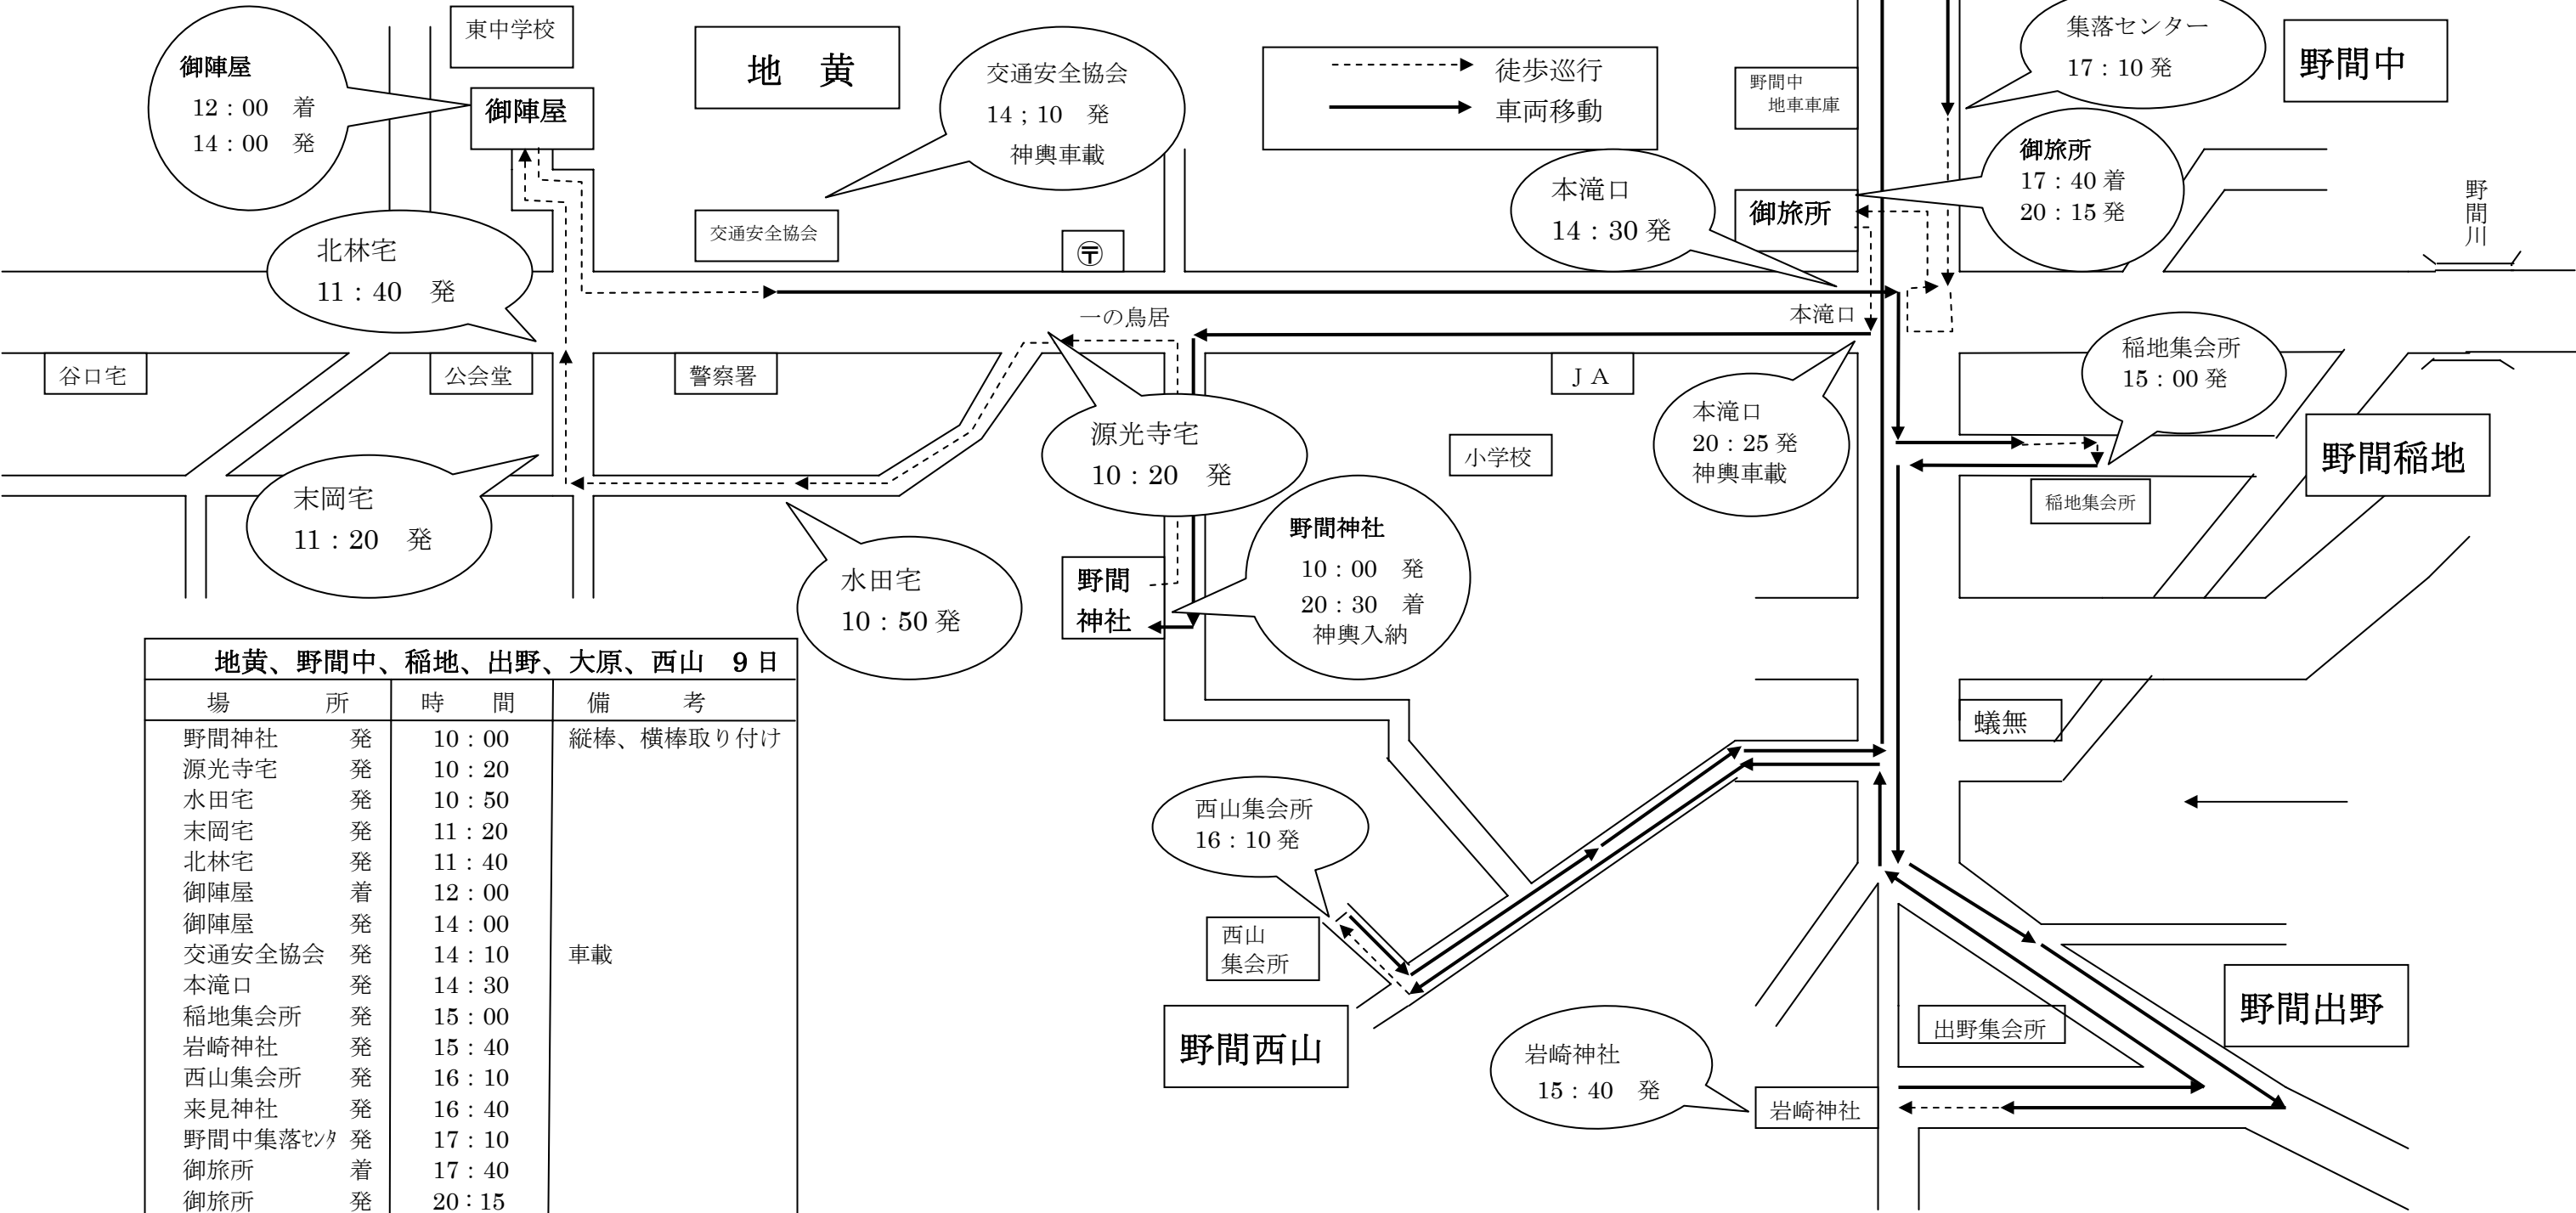 東中学校
御陣屋
12：00　着
14：00　発
御陣屋
地　黄
交通安全協会
14；10　発
神輿車載
徒歩巡行
車両移動
野間中
地車車庫
集落センター
17：10 発
野間中
御旅所
17：40 着
20：15 発
御旅所
本滝口
14：30 発
野間川
北林宅
11：40　発
交通安全協会
〒
一の鳥居
本滝口
谷口宅
公会堂
警察署
ＪＡ
稲地集会所
15：00 発
源光寺宅
10：20　発
小学校
本滝口
20：25 発
神輿車載
野間稲地
稲地集会所
末岡宅
11：20　発
水田宅
10：50 発
野間
神社
野間神社
10：00　発
20：30　着
神輿入納
蟻無
西山集会所
16：10 発
西山
集会所
野間西山
岩崎神社
15：40　発
岩崎神社
出野集会所
野間出野
地黄、野間中、稲地、出野、大原、西山　9 日
場　所　時　間　備　考
野間神社　発　10：00　縦棒、横棒取り付け
源光寺宅　発　10：20
水田宅　発　10：50
末岡宅　発　11：20
北林宅　発　11：40
御陣屋　着　12：00
御陣屋　発　14：00
交通安全協会　発　14：10　車載
本滝口　発　14：30
稲地集会所　発　15：00
岩崎神社　発　15：40
西山集会所　発　16：10
来見神社　発　16：40
野間中集落ｾﾝﾀ　発　17：10
御旅所　着　17：40
御旅所　発　20：15